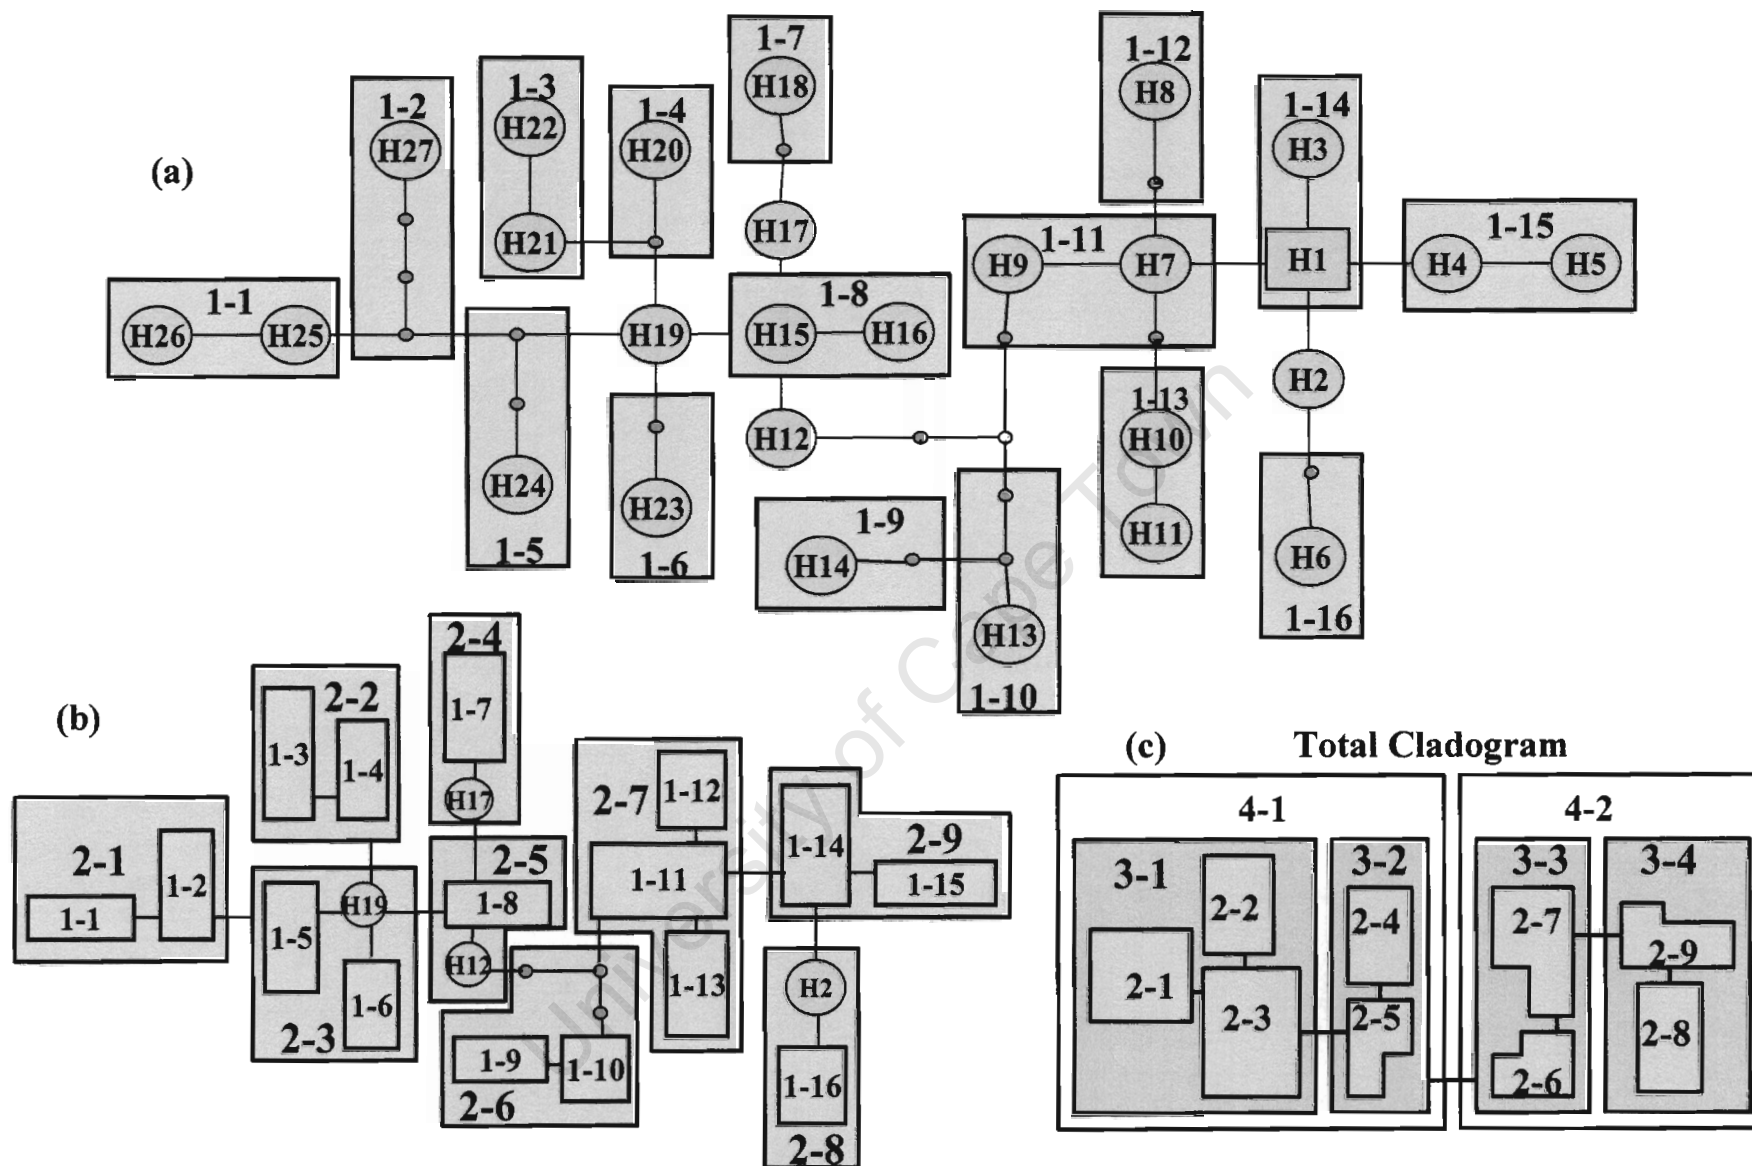 (a)
1-1
H26
H25
1-2
H27
1-3
H22
H21
1-4
H20
1-5
H24
H19
1-6
H23
1-7
H18
H17
1-8
H15
H16
H12
1-9
H14
1-10
H13
1-11
H9
H7
1-12
H8
1-13
H10
H11
1-14
H3
H1
1-15
H4
H5
H2
1-16
H6
(b)
2-1
1-1
1-2
2-2
1-3
1-4
2-3
1-5
H19
1-6
2-4
1-7
H17
2-5
1-8
H12
2-6
1-9
1-10
2-7
1-12
1-11
1-13
2-9
1-14
1-15
2-8
H2
1-16
(c)
Total Cladogram
4-1
3-1
2-1
2-2
2-3
3-2
2-4
2-5
4-2
3-3
2-7
2-6
3-4
2-9
2-8
University of Cape Town